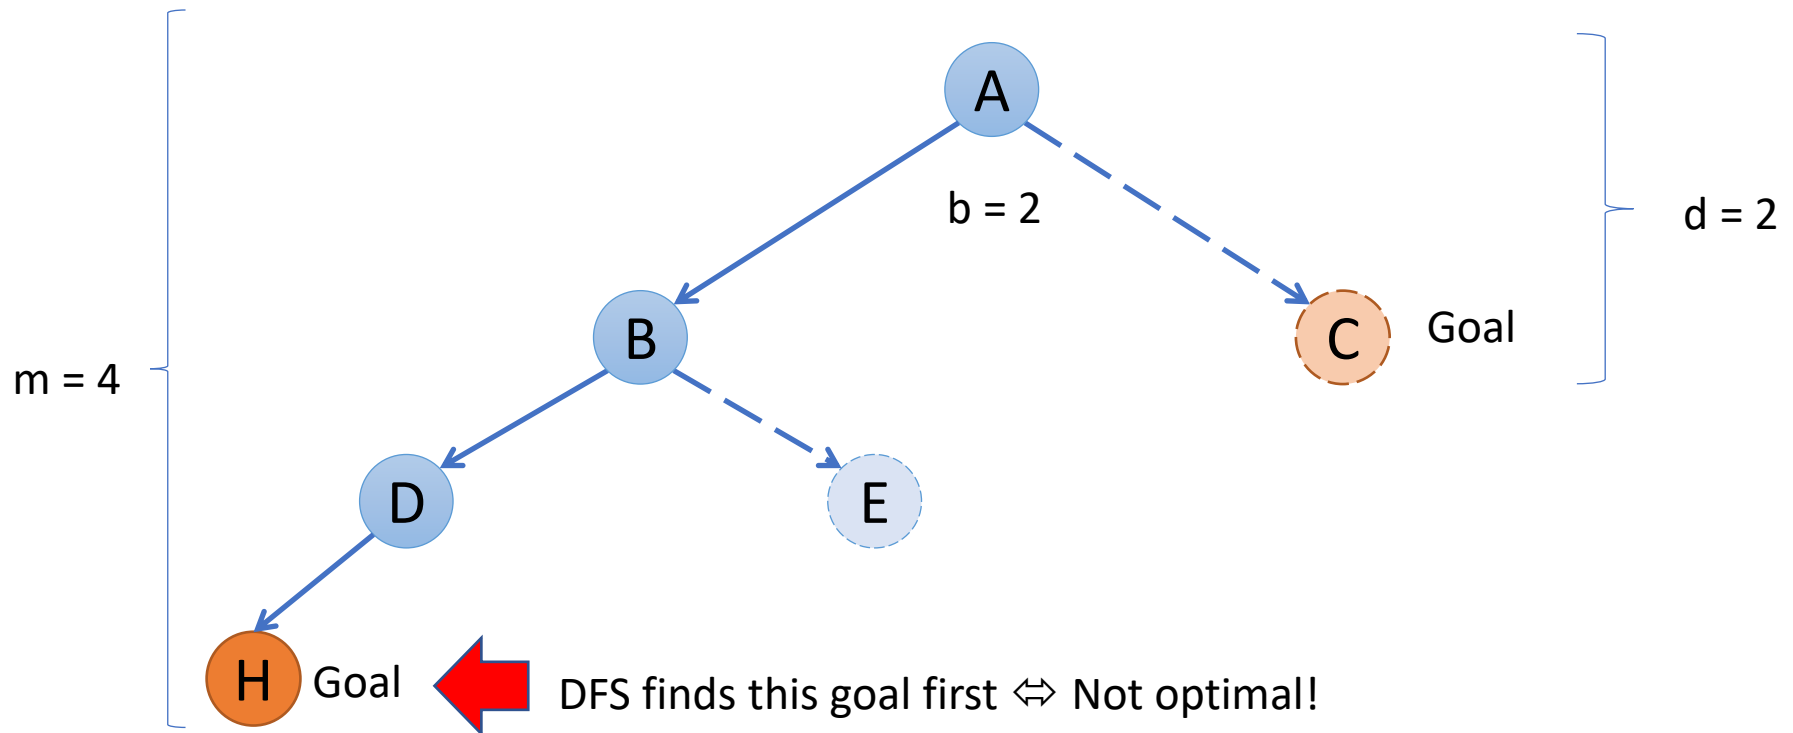 A
b = 2
d = 2
B
C
Goal
m = 4
D
E
H
Goal
DFS finds this goal first ⬄ Not optimal!